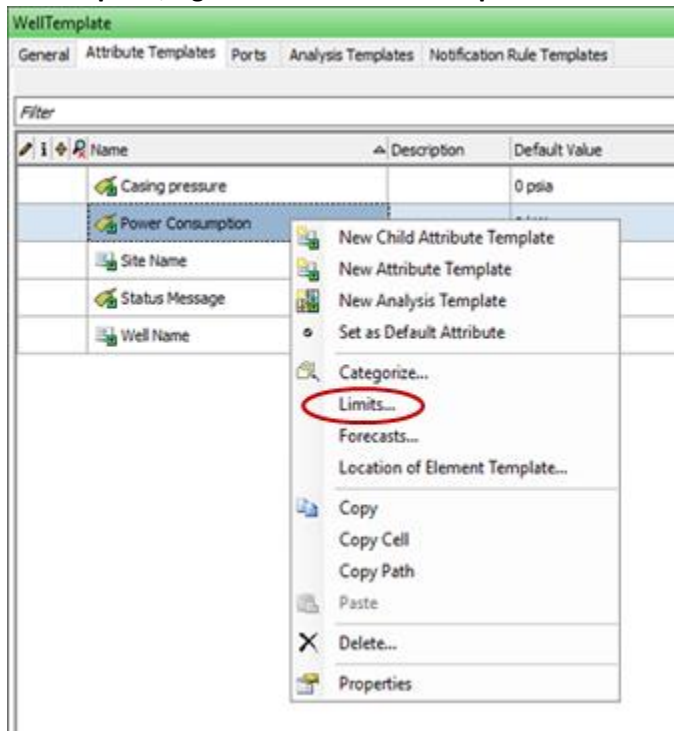 WellTemplate
General Attribute Templates Ports Analysis Templates Notification Rule Templates
Filter
Name Description Default Value
Casing pressure 0 psia
Power Consumption
Site Name
Status Message
Well Name
New Child Attribute Template
New Attribute Template
New Analysis Template
Set as Default Attribute
Categorize...
Limits...
Forecasts...
Location of Element Template...
Copy
Copy Cell
Copy Path
Paste
Delete...
Properties